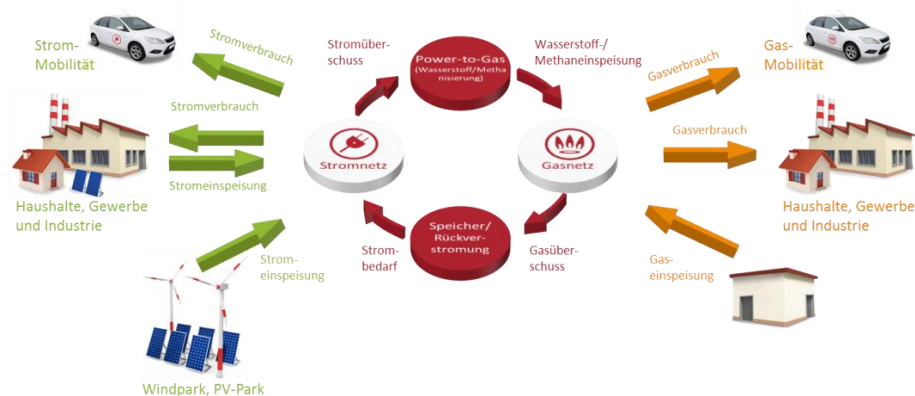 Strom-
Mobilität
Stromverbrauch
Stromverbrauch
Stromeinspeisung
Haushalte, Gewerbe
und Industrie
Strom-
einspeisung
Windpark, PV-Park
Stromüber-
schuss
Power-to-Gas
(Wasserstoff/Metha
nisierung)
Wasserstoff-/
Methaneinspeisung
Stromnetz
Gasnetz
Strom-
bedarf
Speicher/
Rückver-
stromung
Gasüber-
schuss
Gasverbrauch
Gas-
Mobilität
Gasverbrauch
Haushalte, Gewerbe
und Industrie
Gas-
einspeisung